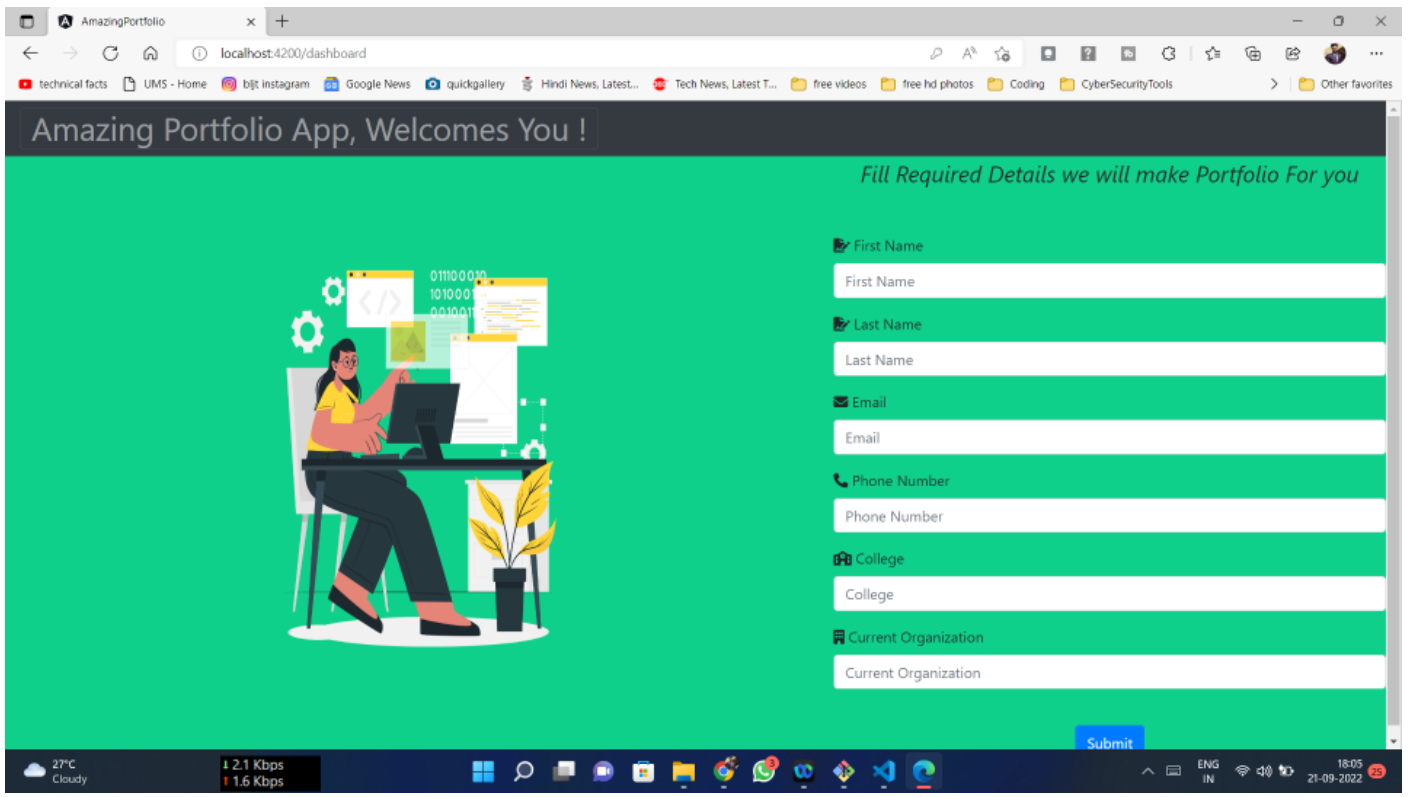 AmazingPortfolio
localhost:4200/dashboard
technical facts UMS - Home bljt instagram Google News quickgallery Hindi News, Latest... Tech News, Latest T... free videos free hd photos Coding CyberSecurityTools Other favorites
Amazing Portfolio App, Welcomes You !
Fill Required Details we will make Portfolio For you
First Name
First Name
Last Name
Last Name
Email
Email
Phone Number
Phone Number
College
College
Current Organization
Current Organization
Submit
01110001
</>
27°C
Cloudy
↓ 2.1 Kbps
↑ 1.6 Kbps
ENG
IN
18:05
21-09-2022
25